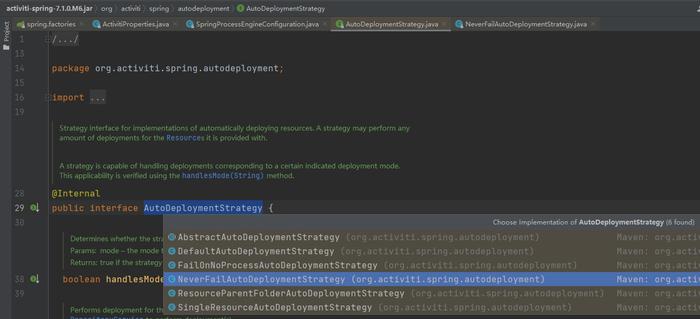 activiti-spring-7.1.0.M6.jar › org › activiti › spring › autodeployment › AutoDeploymentStrategy
spring.factories × ActivitiProperties.java × SpringProcessEngineConfiguration.java × AutoDeploymentStrategy.java × NeverFailAutoDeploymentStrategy.java ×
Project
1 /.../
13
14 package org.activiti.spring.autodeployment;
15
16 import ...
19
Strategy interface for implementations of automatically deploying resources. A strategy may perform any
amount of deployments for the Resources it is provided with.
A strategy is capable of handling deployments corresponding to a certain indicated deployment mode.
This applicability is verified using the handlesMode(String) method.
28 @Internal
29 public interface AutoDeploymentStrategy {
30
Choose Implementation of AutoDeploymentStrategy (6 found)
AbstractAutoDeploymentStrategy (org.activiti.spring.autodeployment) Maven: org.acti
Determines whether the stra
DefaultAutoDeploymentStrategy (org.activiti.spring.autodeployment) Maven: org.acti
Params: mode – the mode t
Returns: true if the strategy
FailOnNoProcessAutoDeploymentStrategy (org.activiti.spring.autodeployment) Maven: org.acti
38 boolean handlesMode
NeverFailAutoDeploymentStrategy (org.activiti.spring.autodeployment) Maven: org.acti
39
ResourceParentFolderAutoDeploymentStrategy (org.activiti.spring.autodeployment) Maven: org.acti
Performs deployment for th
SingleResourceAutoDeploymentStrategy (org.activiti.spring.autodeployment) Maven: org.acti